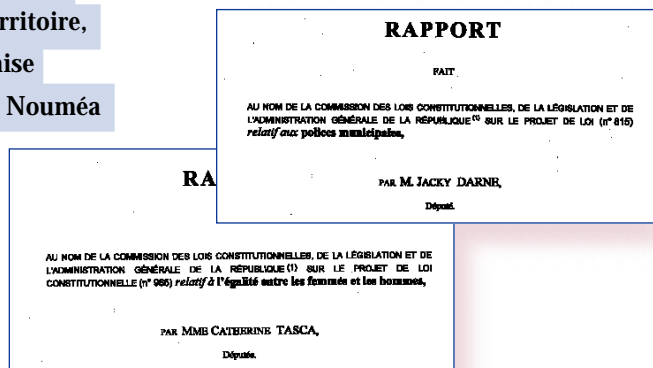 rritoire,
ise
Nouméa
RAPPORT
FAIT
AU NOM DE LA COMMISSION DES LOIS CONSTITUTIONNELLES, DE LA LÉGISLATION ET DE
L'ADMINISTRATION GÉNÉRALE DE LA RÉPUBLIQUE (1) SUR LE PROJET DE LOI (n° 815)
relatif aux polices municipales,
PAR M. JACKY DARNE,
Député.
RA
AU NOM DE LA COMMISSION DES LOIS CONSTITUTIONNELLES, DE LA LÉGISLATION ET DE
L'ADMINISTRATION GÉNÉRALE DE LA RÉPUBLIQUE (1) SUR LE PROJET DE LOI
CONSTITUTIONNELLE (n° 985) relatif à l'égalité entre les femmes et les hommes,
PAR MME CATHERINE TASCA,
Députée.